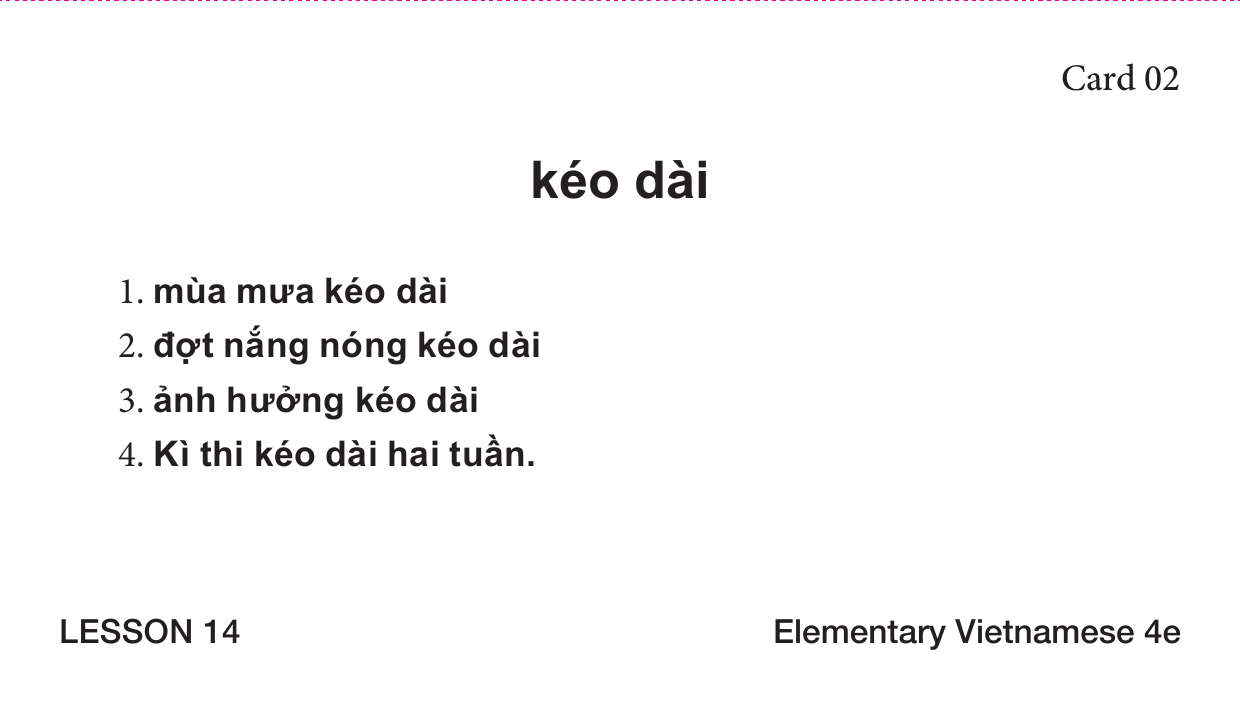 Card 02
kéo dài
1. mùa mưa kéo dài
2. đợt nắng nóng kéo dài
3. ảnh hưởng kéo dài
4. Kì thi kéo dài hai tuần.
LESSON 14 Elementary Vietnamese 4e